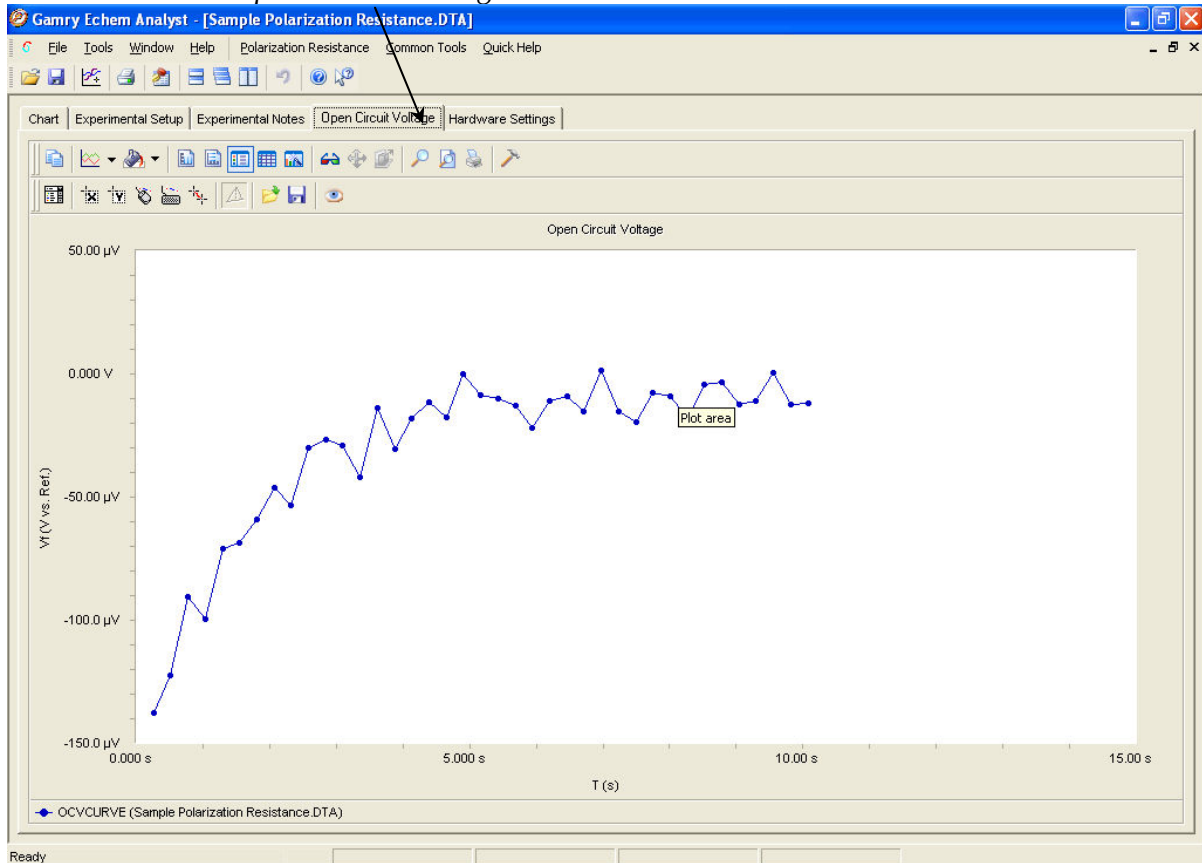 Gamry Echem Analyst - [Sample Polarization Resistance.DTA]
File Tools Window Help Polarization Resistance Common Tools Quick Help
Chart Experimental Setup Experimental Notes Open Circuit Voltage Hardware Settings
Open Circuit Voltage
50.00 µV
0.000 V
Plot area
-50.00 µV
Vf (V vs. Ref.)
-100.0 µV
-150.0 µV
0.000 s 5.000 s 10.00 s 15.00 s
T (s)
OCVCURVE (Sample Polarization Resistance.DTA)
Ready